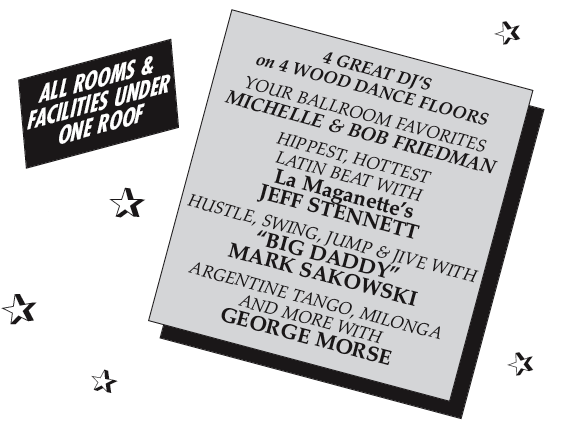 ALL ROOMS &
FACILITIES UNDER
ONE ROOF
4 GREAT DJ'S
on 4 WOOD DANCE FLOORS
YOUR BALLROOM FAVORITES
MICHELLE & BOB FRIEDMAN
HIPPEST, HOTTEST
LATIN BEAT WITH
La Maganette's
JEFF STENNETT
HUSTLE, SWING, JUMP & JIVE WITH
"BIG DADDY"
MARK SAKOWSKI
ARGENTINE TANGO, MILONGA
AND MORE WITH
GEORGE MORSE